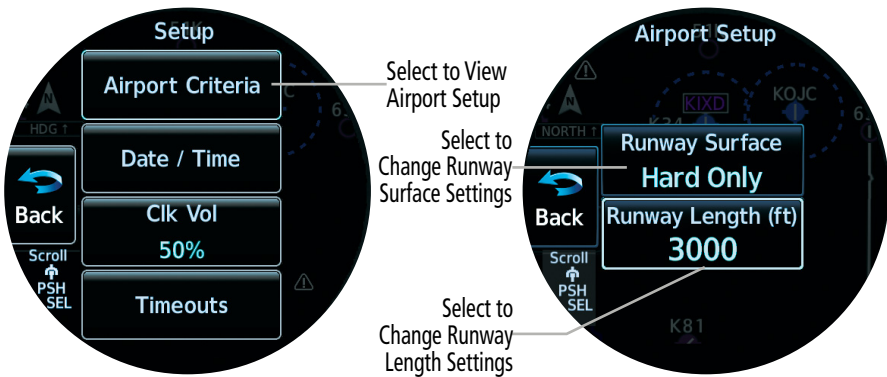 Setup
Airport Criteria
Date / Time
Clk Vol
50%
Timeouts
HDG ↑
Back
Scroll
PSH
SEL
Select to View
Airport Setup
Select to
Change Runway
Surface Settings
Select to
Change Runway
Length Settings
Airport Setup
KIXD
KOJC
NORTH ↑
Runway Surface
Hard Only
Runway Length (ft)
3000
Back
Scroll
PSH
SEL
K81